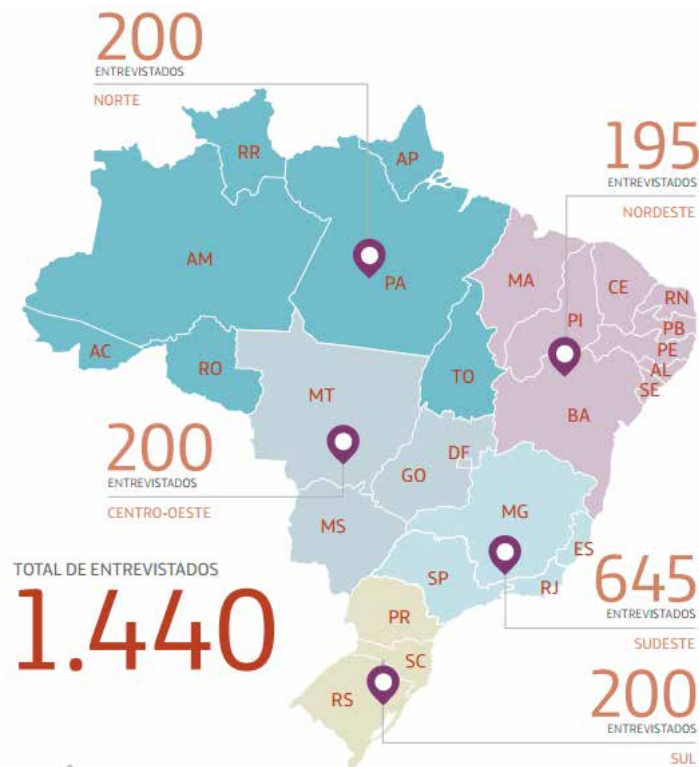 200
ENTREVISTADOS
NORTE
195
ENTREVISTADOS
NORDESTE
RR
AP
AM
PA
MA
CE
RN
PI
PB
PE
AL
SE
AC
RO
TO
BA
MT
DF
GO
200
ENTREVISTADOS
CENTRO-OESTE
MG
MS
ES
SP
RJ
645
ENTREVISTADOS
SUDESTE
TOTAL DE ENTREVISTADOS
1.440
PR
SC
RS
200
ENTREVISTADOS
SUL